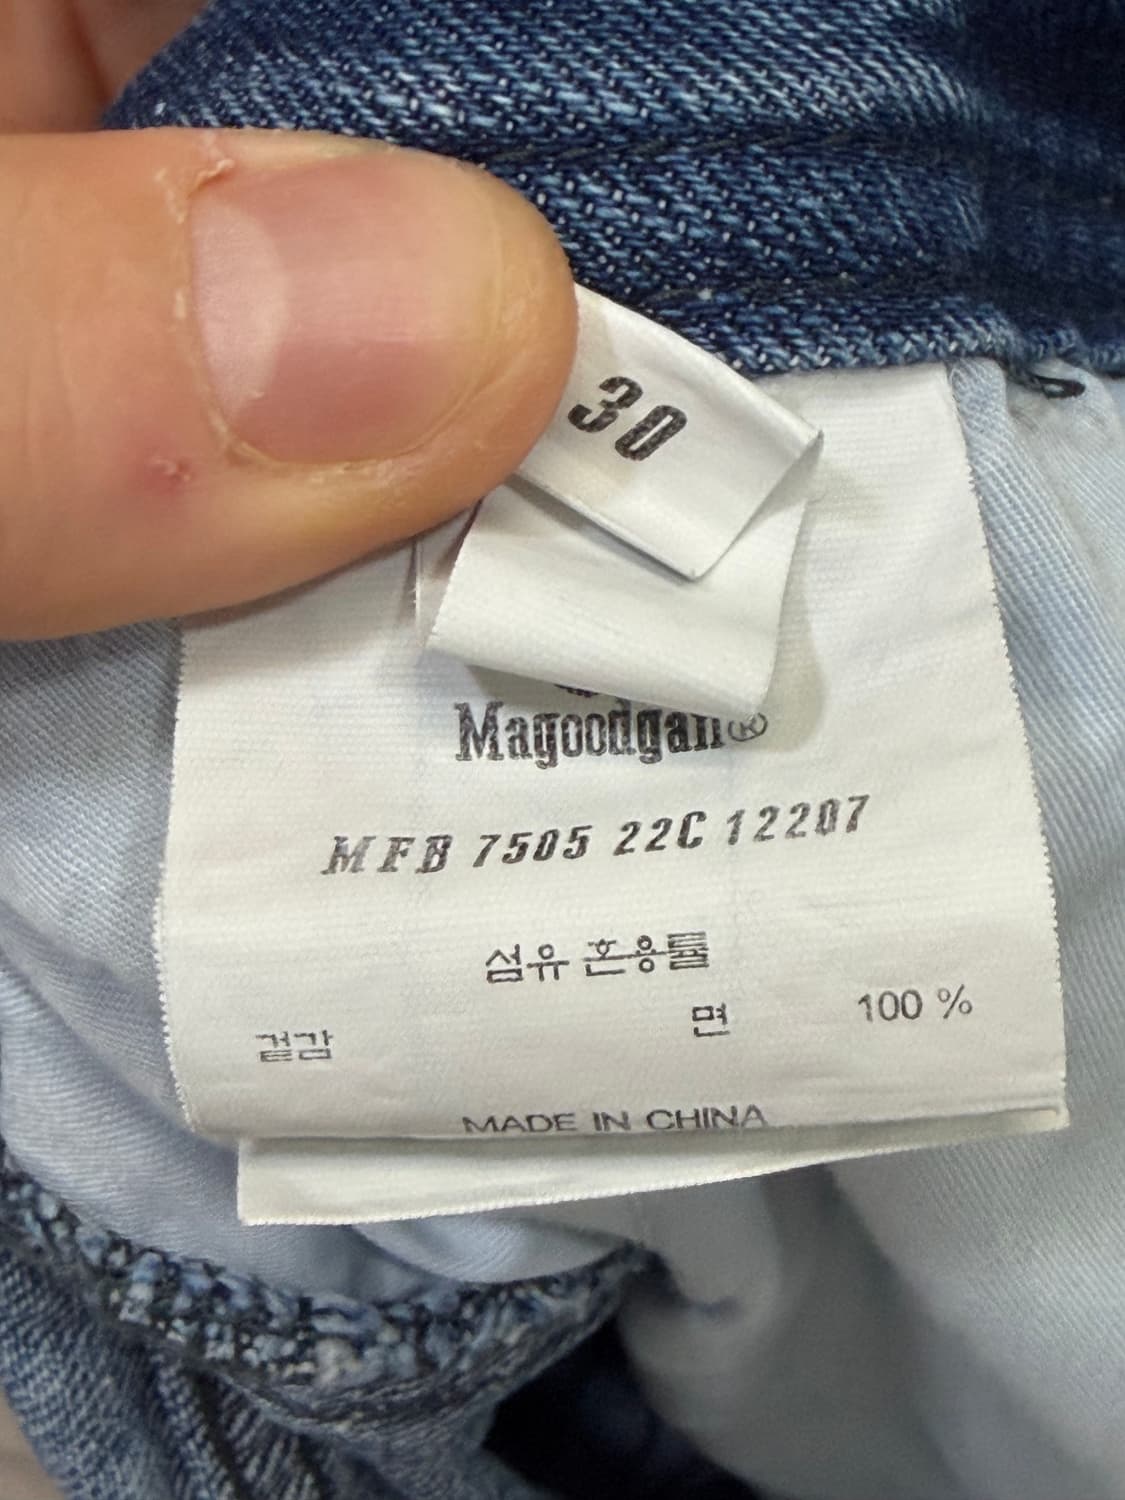 30
Magoodgan®
MFB 7505 22C 12207
섬유 혼용률
겉감 면 100 %
MADE IN CHINA